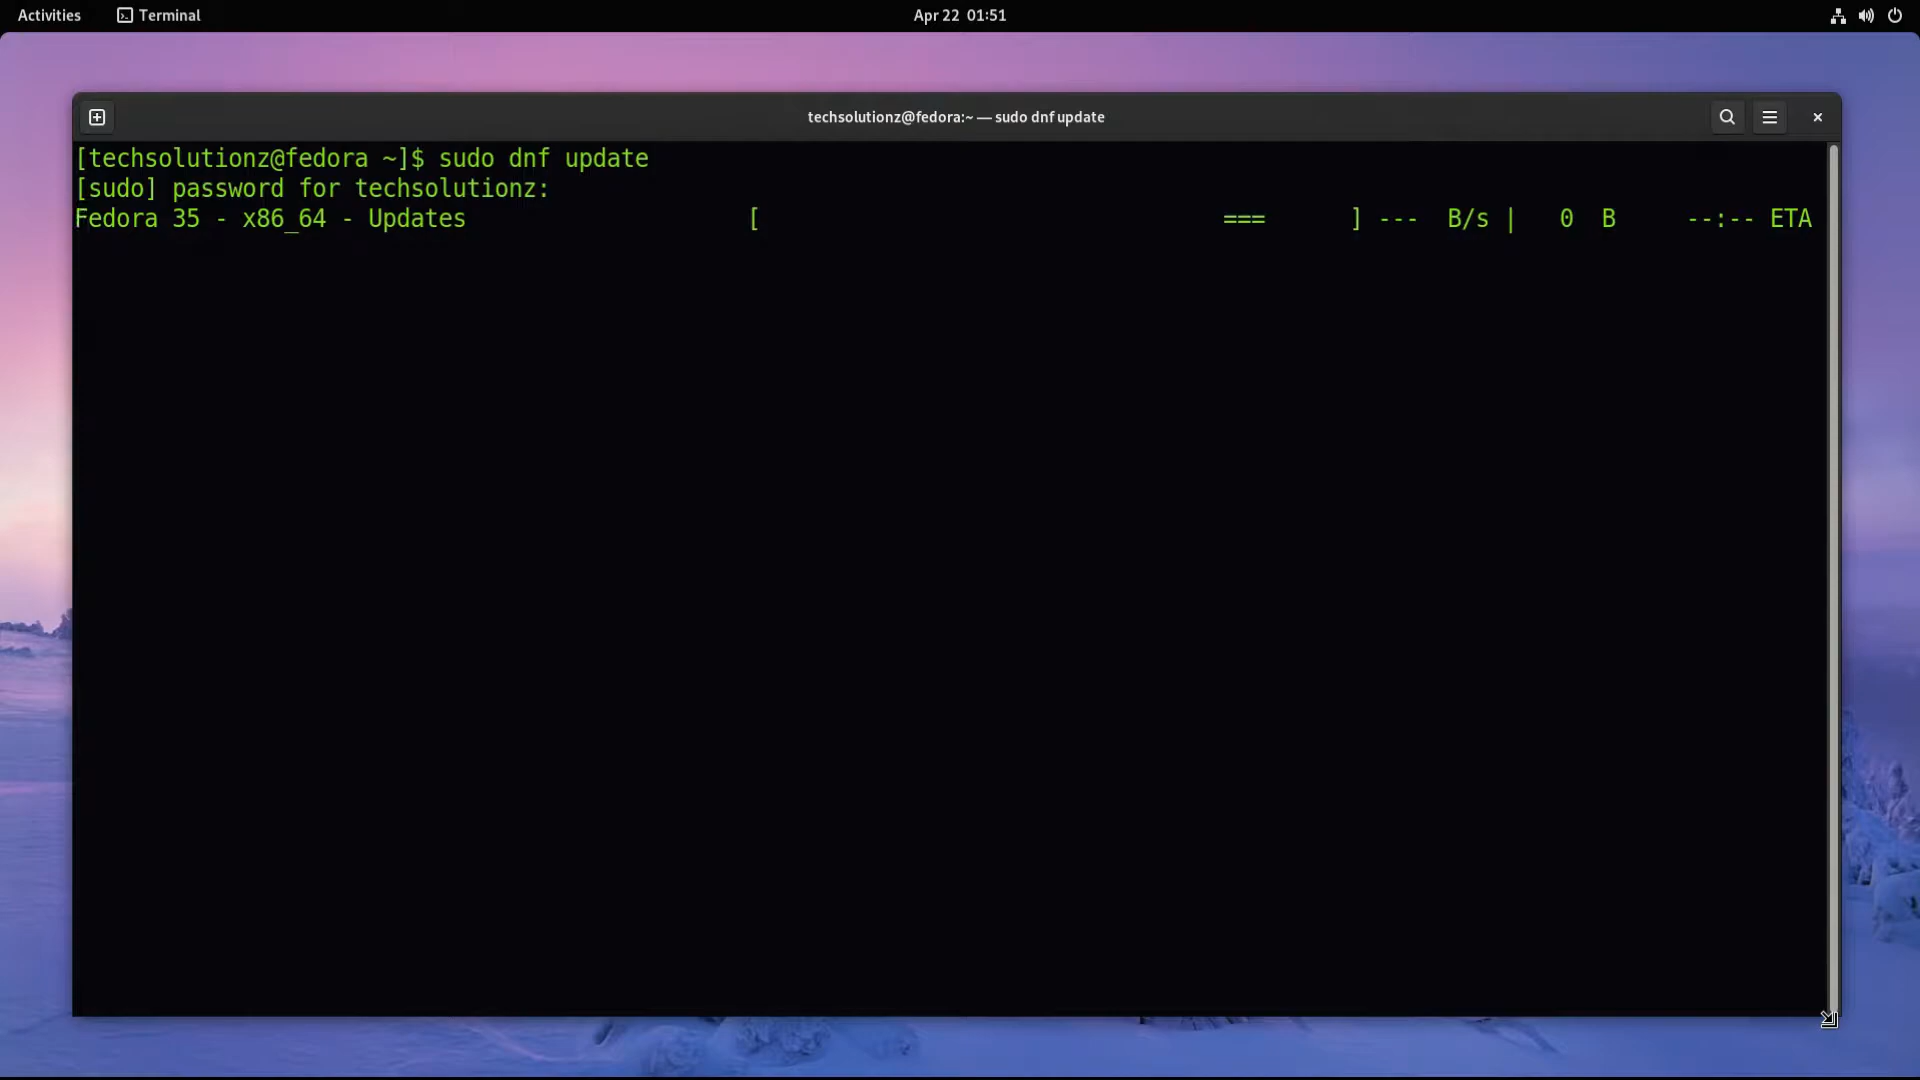 Activities Terminal Apr 22 01:51
techsolutionz@fedora:~ — sudo dnf update
[techsolutionz@fedora ~]$ sudo dnf update
[sudo] password for techsolutionz:
Fedora 35 - x86_64 - Updates [ === ] --- B/s | 0 B --:-- ETA